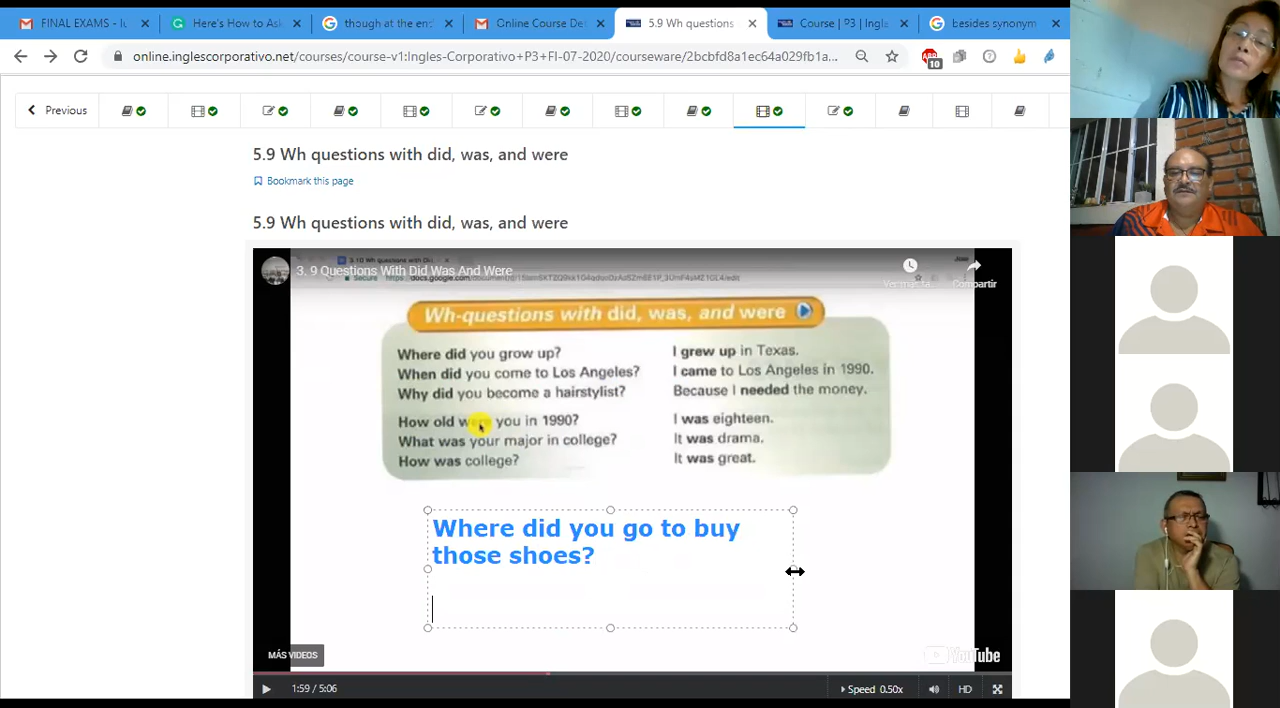 FINAL EXAMS - Iu
Here's How to Ask
though at the en
Online Course De
5.9 Wh questions
Course | P3 | Ingl
besides synonym
online.inglescorporativo.net/courses/course-v1:Ingles-Corporativo+P3+FI-07-2020/courseware/2bcbfd8a1ec64a029fb1a...
10
Previous
5.9 Wh questions with did, was, and were
Bookmark this page
5.9 Wh questions with did, was, and were
3. 9 Questions With Did Was And Were
Compartir
Wh-questions with did, was, and were
Where did you grow up? I grew up in Texas.
When did you come to Los Angeles? I came to Los Angeles in 1990.
Why did you become a hairstylist? Because I needed the money.
How old were you in 1990? I was eighteen.
What was your major in college? It was drama.
How was college? It was great.
Where did you go to buy
those shoes?
MÁS VIDEOS
YouTube
1:59 / 5:06
Speed 0.50x
HD